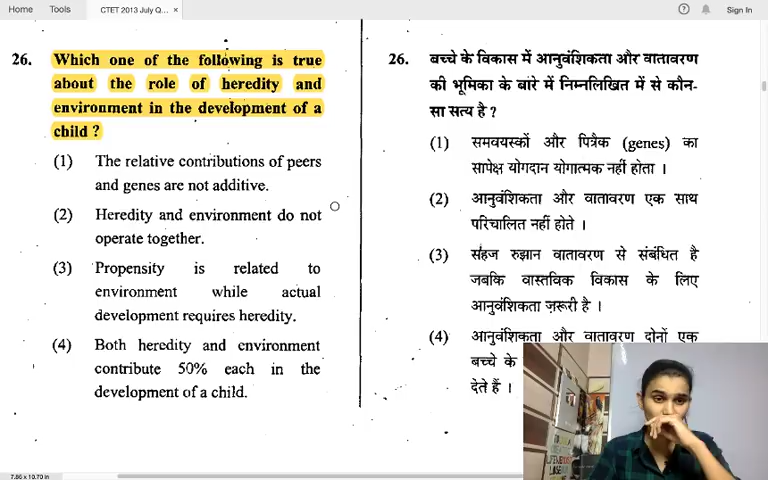 Home Tools CTET 2013 July Q... × Sign In
26. Which one of the following is true
about the role of heredity and
environment in the development of a
child ?
(1) The relative contributions of peers
and genes are not additive.
(2) Heredity and environment do not
operate together.
(3) Propensity is related to
environment while actual
development requires heredity.
(4) Both heredity and environment
contribute 50% each in the
development of a child.
26. बच्चे के विकास में आनुवंशिकता और वातावरण
की भूमिका के बारे में निम्नलिखित में से कौन-
सा सत्य है ?
(1) समवयस्कों और पित्रैक (genes) का
सापेक्ष योगदान योगात्मक नहीं होता ।
(2) आनुवंशिकता और वातावरण एक साथ
परिचालित नहीं होते ।
(3) सहज रुझान वातावरण से संबंधित है
जबकि वास्तविक विकास के लिए
आनुवंशिकता ज़रूरी है ।
(4) आनुवंशिकता और वातावरण दोनों एक
बच्चे के
देते हैं ।
7.86 x 10.70 in